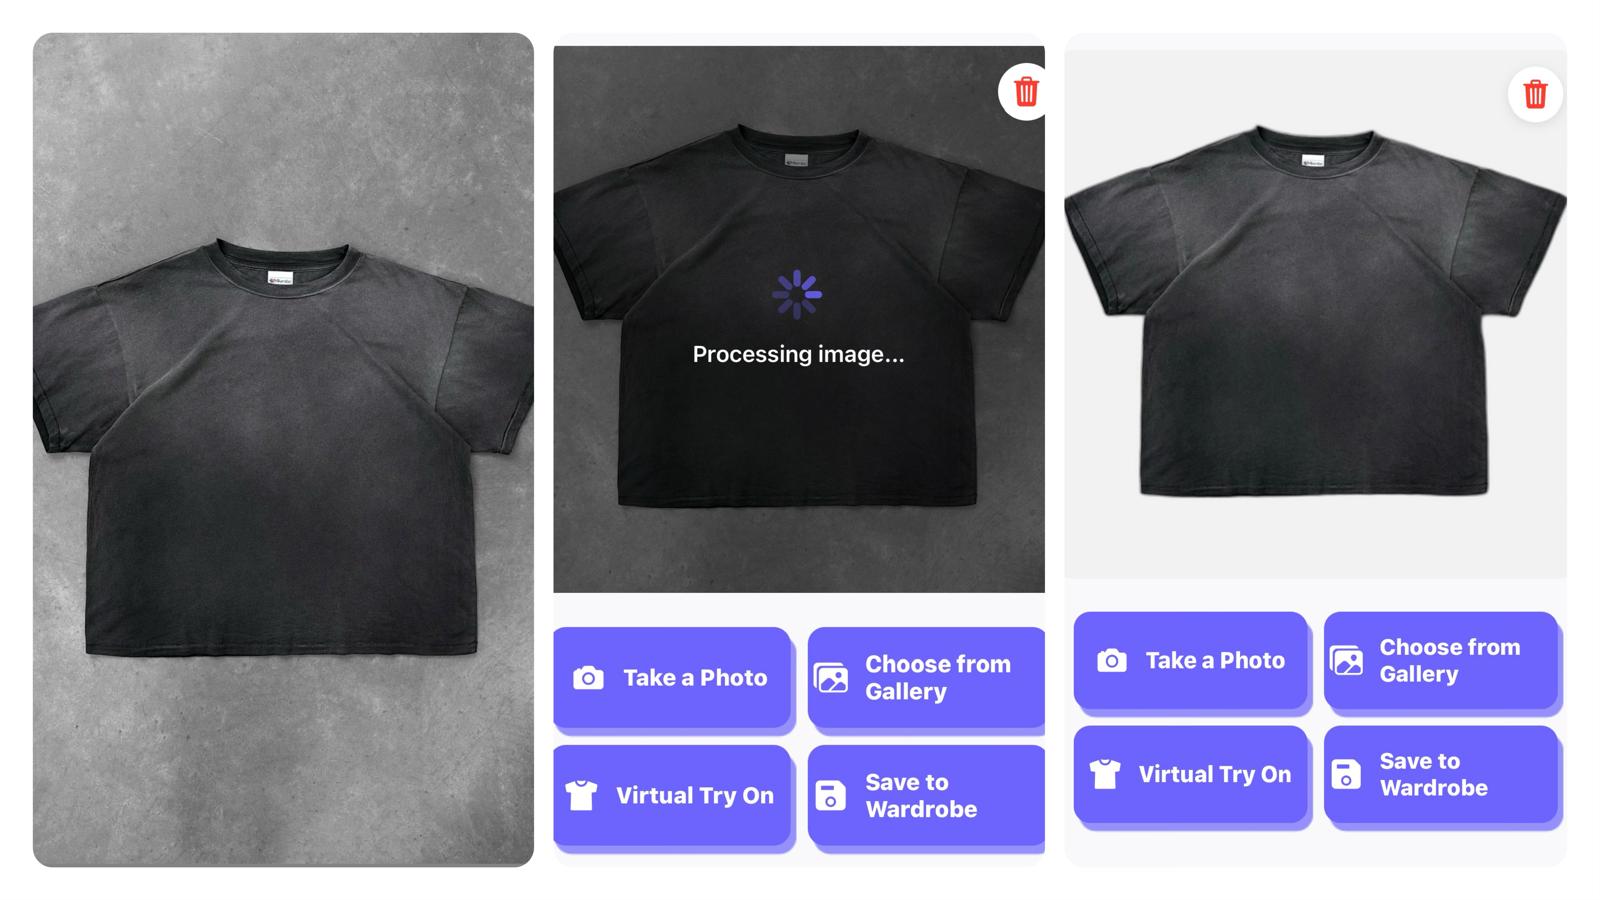 Processing image...
Take a Photo
Choose from
Gallery
Virtual Try On
Save to
Wardrobe
Take a Photo
Choose from
Gallery
Virtual Try On
Save to
Wardrobe